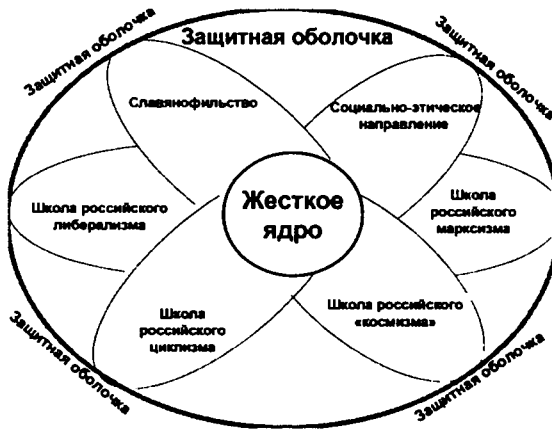 Защитная оболочка
Защитная оболочка
Защитная оболочка
Славянофильство
Социально-этическое
направление
Школа российского
либерализма
Жесткое
ядро
Школа
российского
марксизма
Школа
российского
циклизма
Школа российского
«космизма»
Защитная оболочка
Защитная оболочка